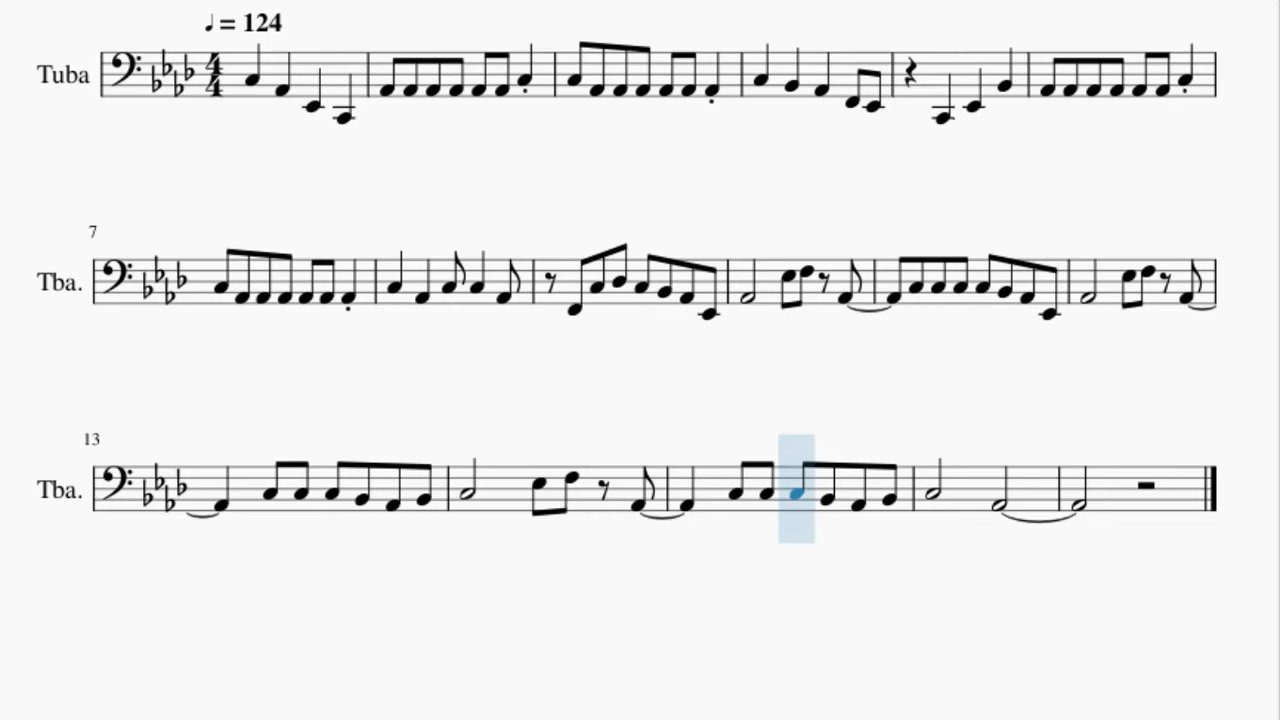 ♩ = 124
Tuba
4
4
7
Tba.
13
Tba.